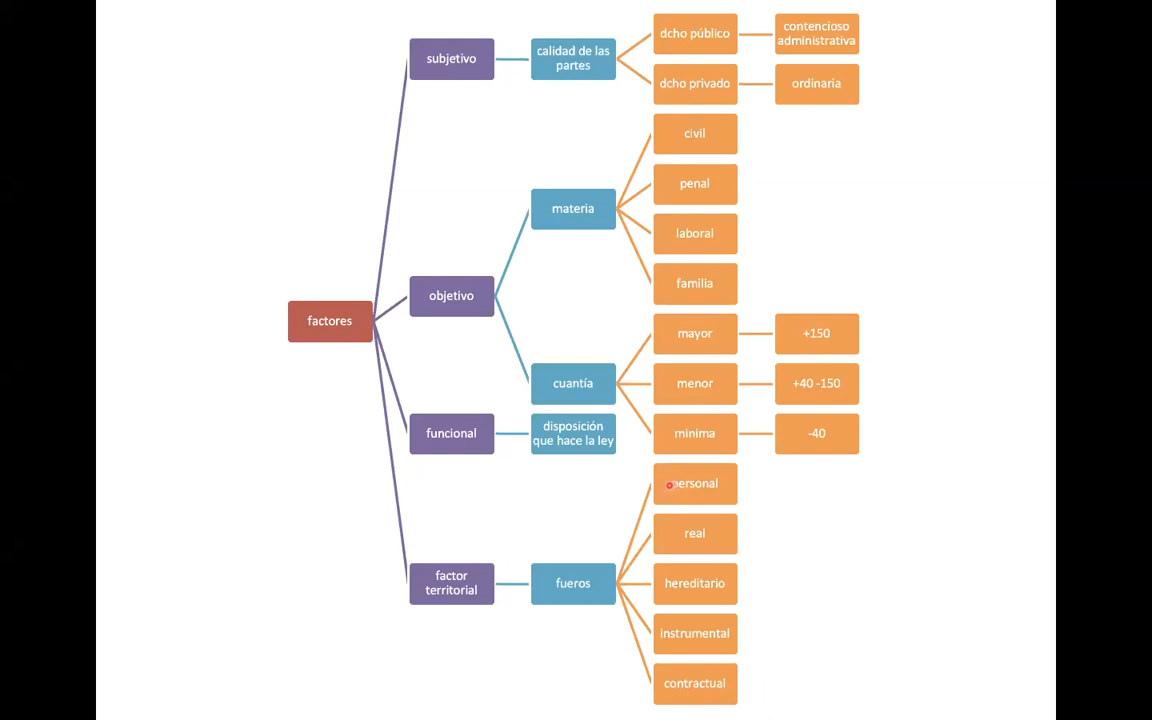 dcho público
contencioso
administrativa
subjetivo
calidad de las
partes
dcho privado
ordinaria
civil
penal
materia
laboral
familia
objetivo
factores
mayor
+150
cuantía
menor
+40 -150
funcional
disposición
que hace la ley
minima
-40
personal
real
factor
territorial
fueros
hereditario
instrumental
contractual